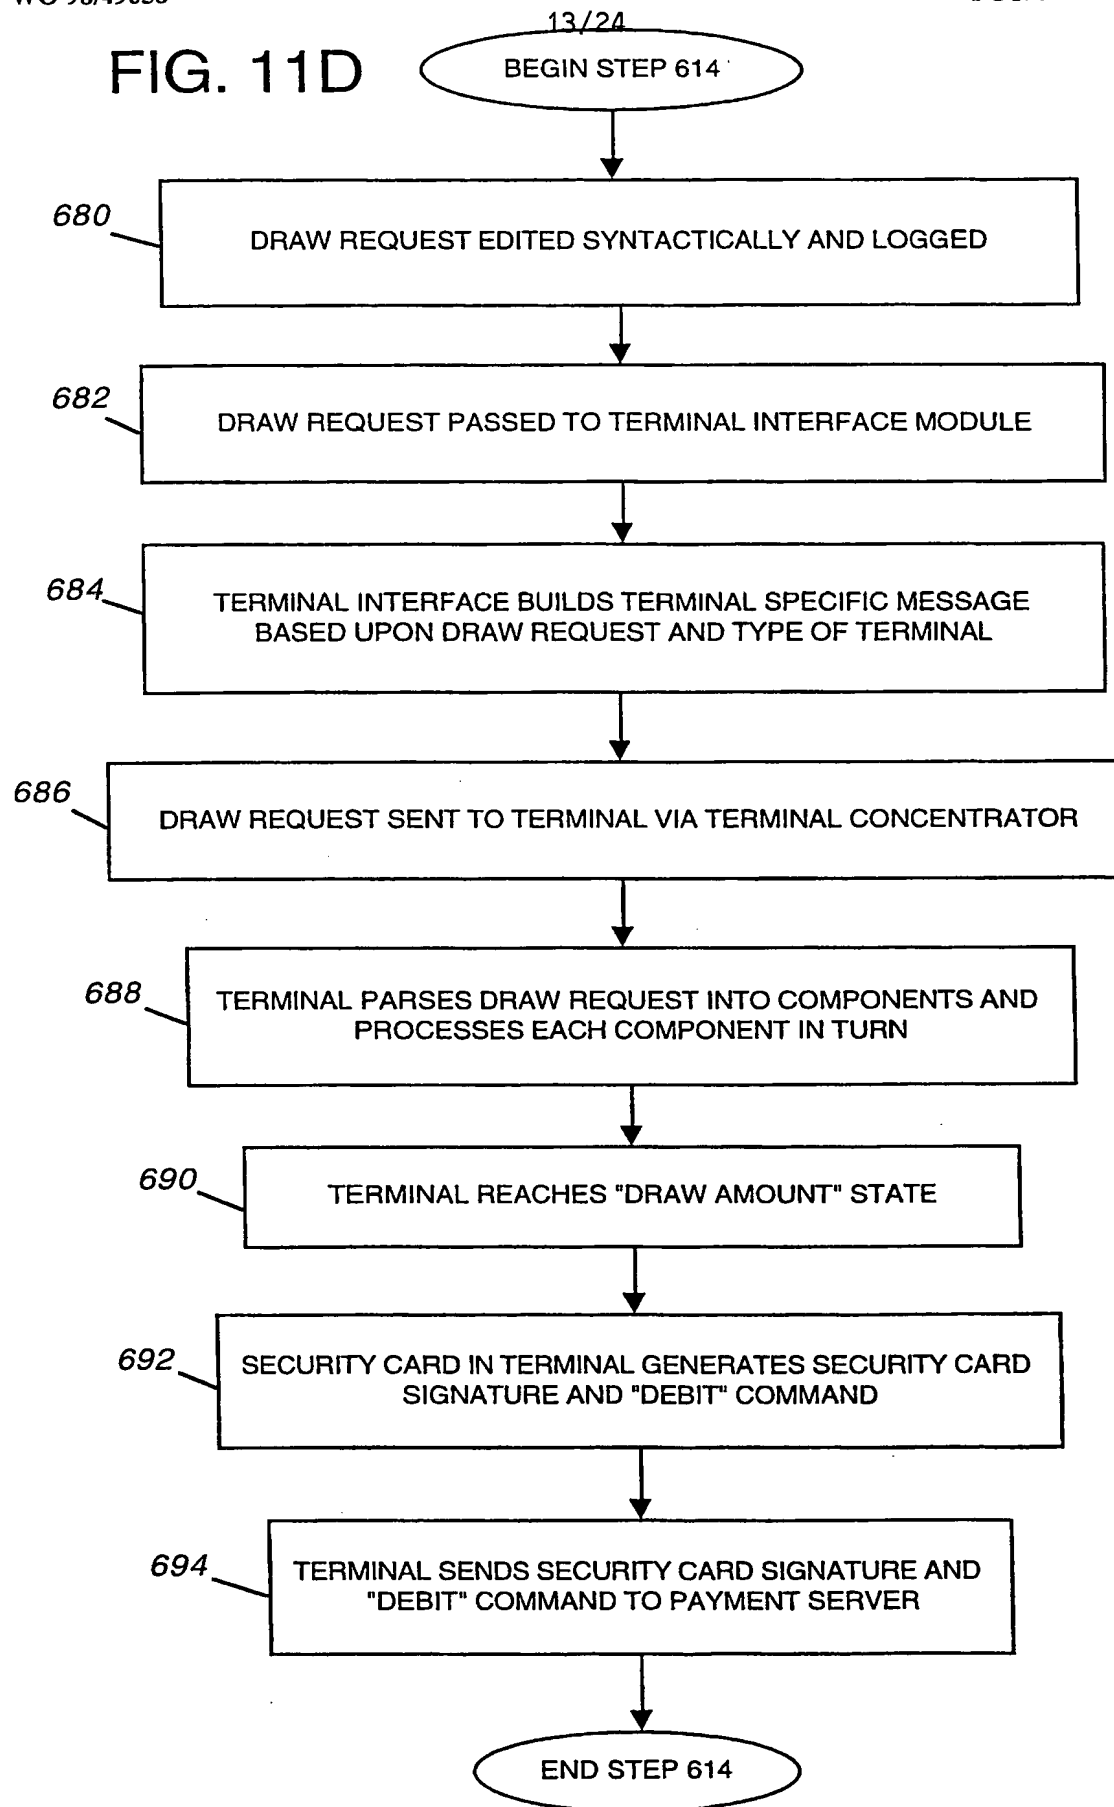 13/24
FIG. 11D
BEGIN STEP 614
680
DRAW REQUEST EDITED SYNTACTICALLY AND LOGGED
682
DRAW REQUEST PASSED TO TERMINAL INTERFACE MODULE
684
TERMINAL INTERFACE BUILDS TERMINAL SPECIFIC MESSAGE
BASED UPON DRAW REQUEST AND TYPE OF TERMINAL
686
DRAW REQUEST SENT TO TERMINAL VIA TERMINAL CONCENTRATOR
688
TERMINAL PARSES DRAW REQUEST INTO COMPONENTS AND
PROCESSES EACH COMPONENT IN TURN
690
TERMINAL REACHES "DRAW AMOUNT" STATE
692
SECURITY CARD IN TERMINAL GENERATES SECURITY CARD
SIGNATURE AND "DEBIT" COMMAND
694
TERMINAL SENDS SECURITY CARD SIGNATURE AND
"DEBIT" COMMAND TO PAYMENT SERVER
END STEP 614